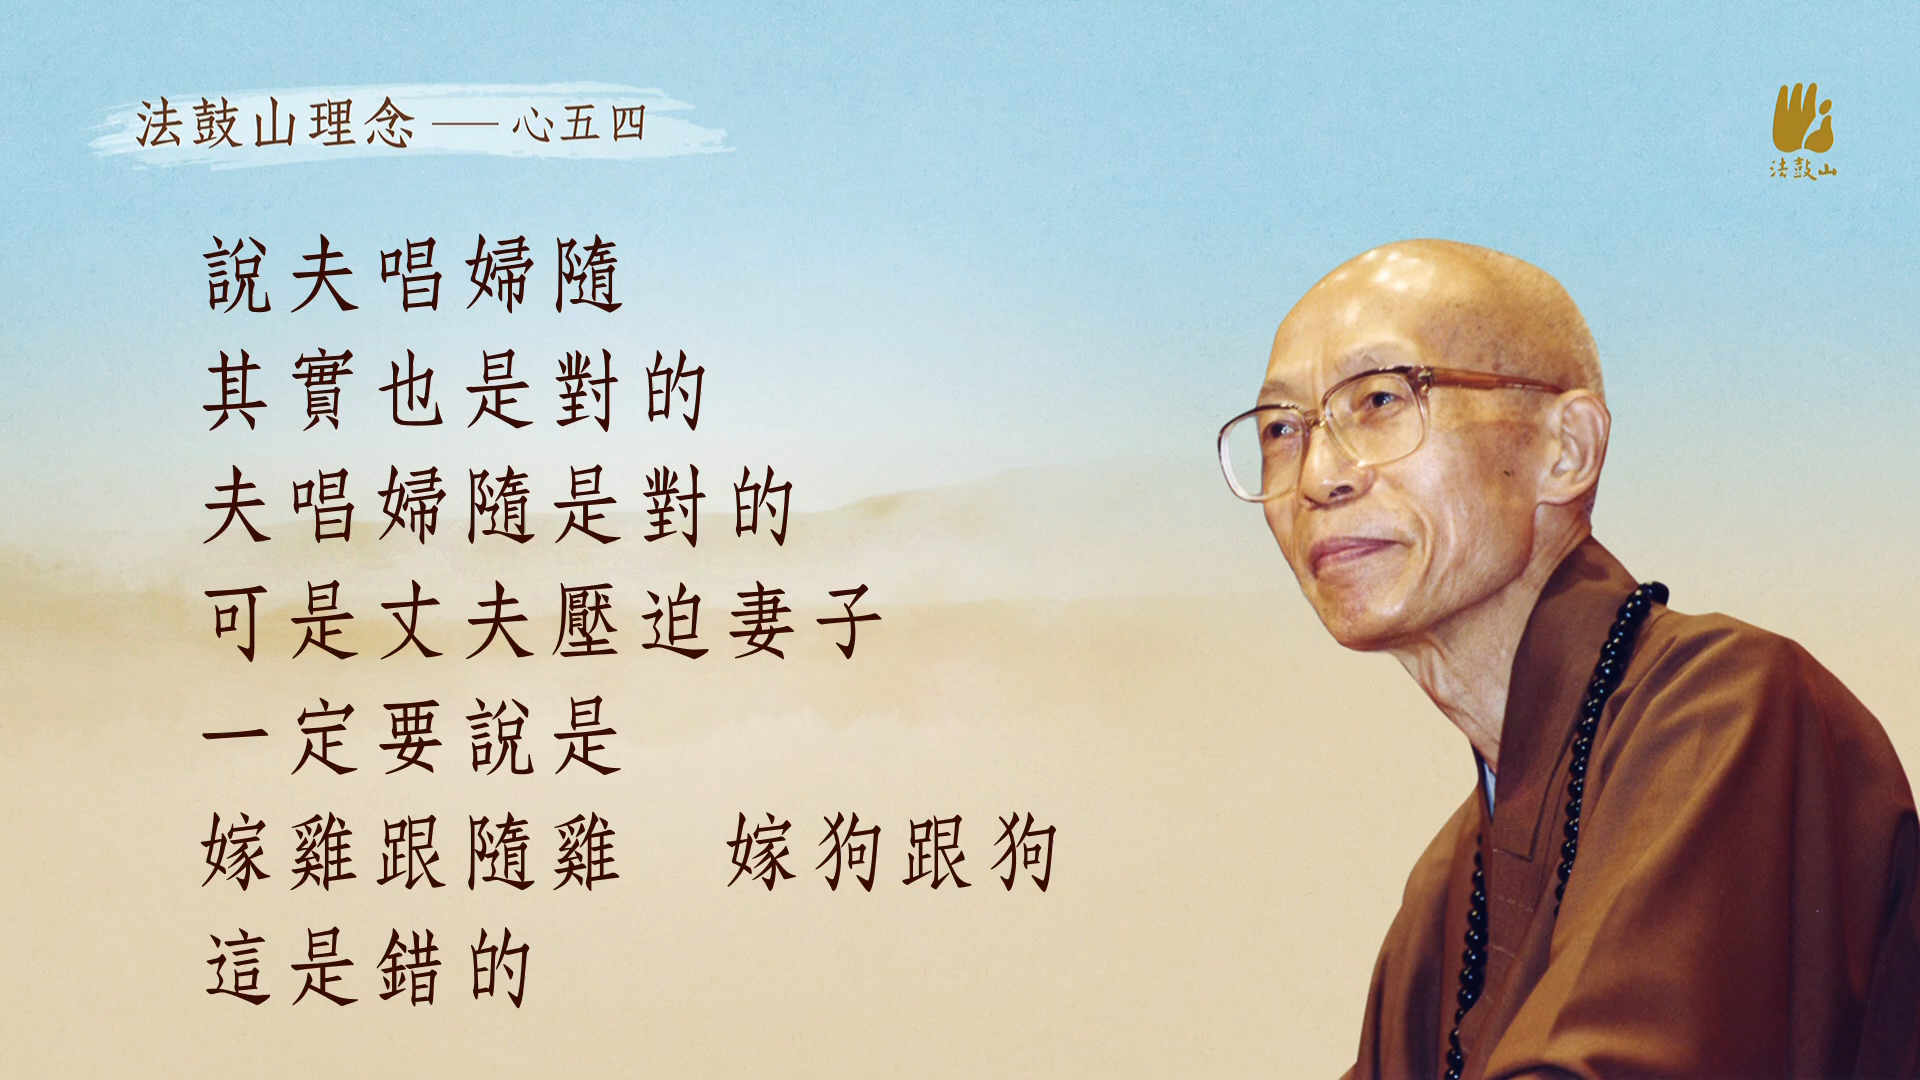 法鼓山理念——心五四
法鼓山
說夫唱婦隨
其實也是對的
夫唱婦隨是對的
可是丈夫壓迫妻子
一定要說是
嫁雞跟隨雞　嫁狗跟狗
這是錯的